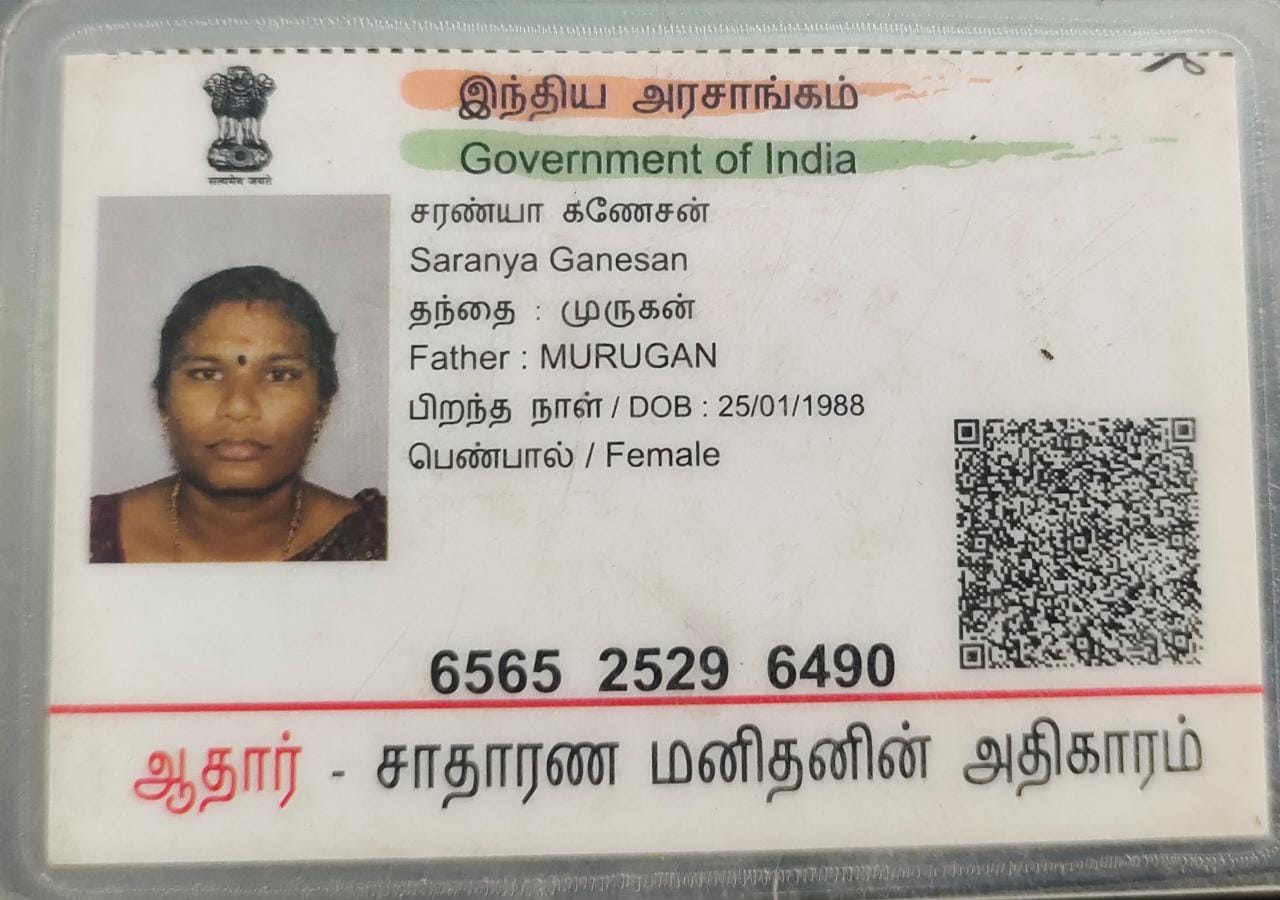 இந்திய அரசாங்கம்
Government of India
सत्यमेव जयते
சரண்யா க்ணேசன்
Saranya Ganesan
தந்தை : முருகன்
Father : MURUGAN
பிறந்த நாள் / DOB : 25/01/1988
பெண்பால் / Female
6565 2529 6490
ஆதார் - சாதாரண மனிதனின் அதிகாரம்